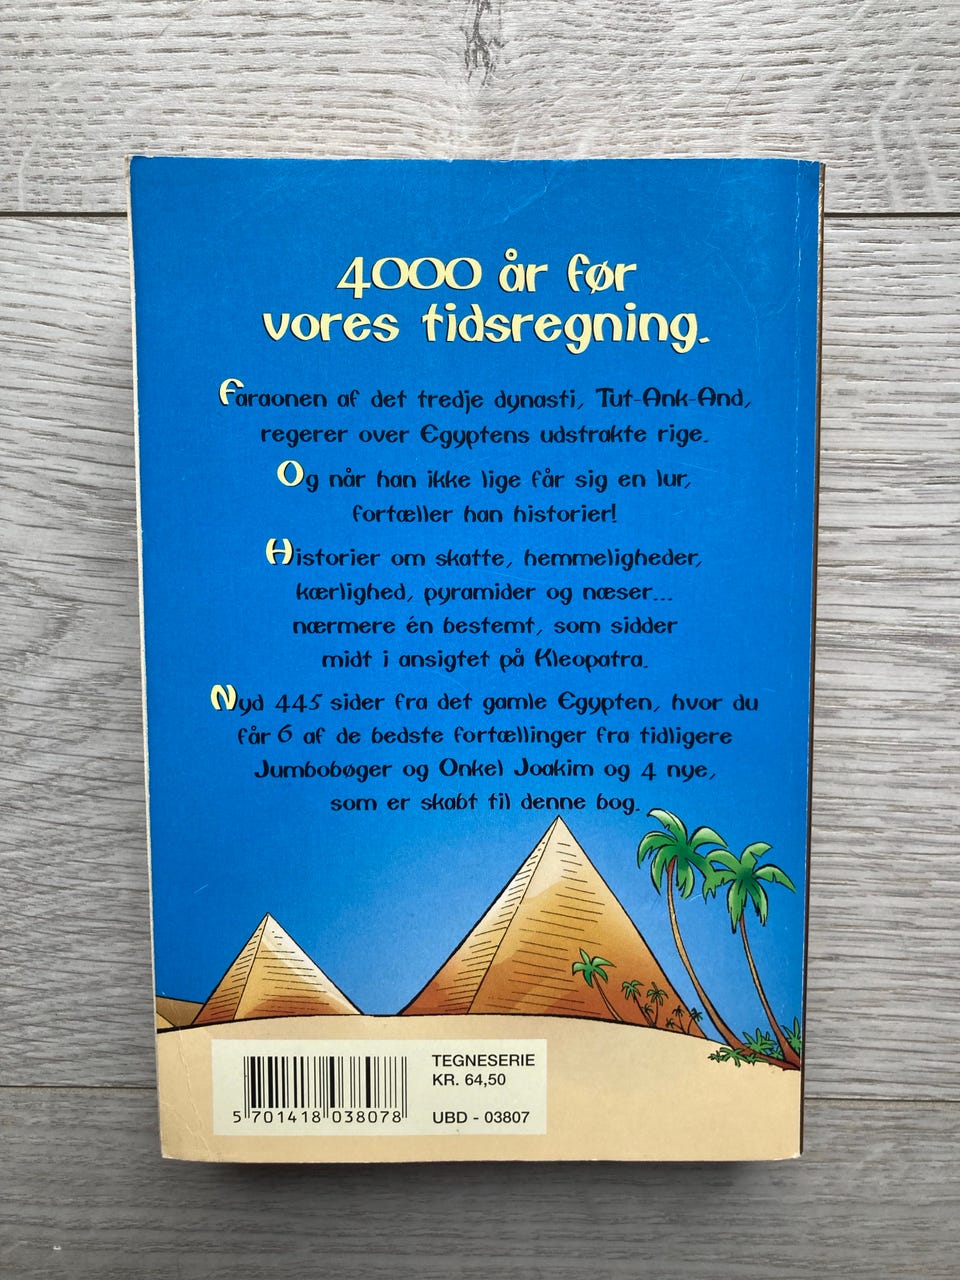 4000 år før
vores tidsregning.
Faraonen af det tredje dynasti, Tut-Ank-And,
regerer over Egyptens udstrakte rige.
Og når han ikke lige får sig en lur,
fortæller han historier!
Historier om skatte, hemmeligheder,
kærlighed, pyramider og næser...
nærmere én bestemt, som sidder
midt i ansigtet på Kleopatra.
Nyd 445 sider fra det gamle Egypten, hvor du
får 6 af de bedste fortællinger fra tidligere
Jumbobøger og Onkel Joakim og 4 nye,
som er skabt til denne bog.
TEGNESERIE
KR. 64,50
UBD - 03807
5 701418 038078